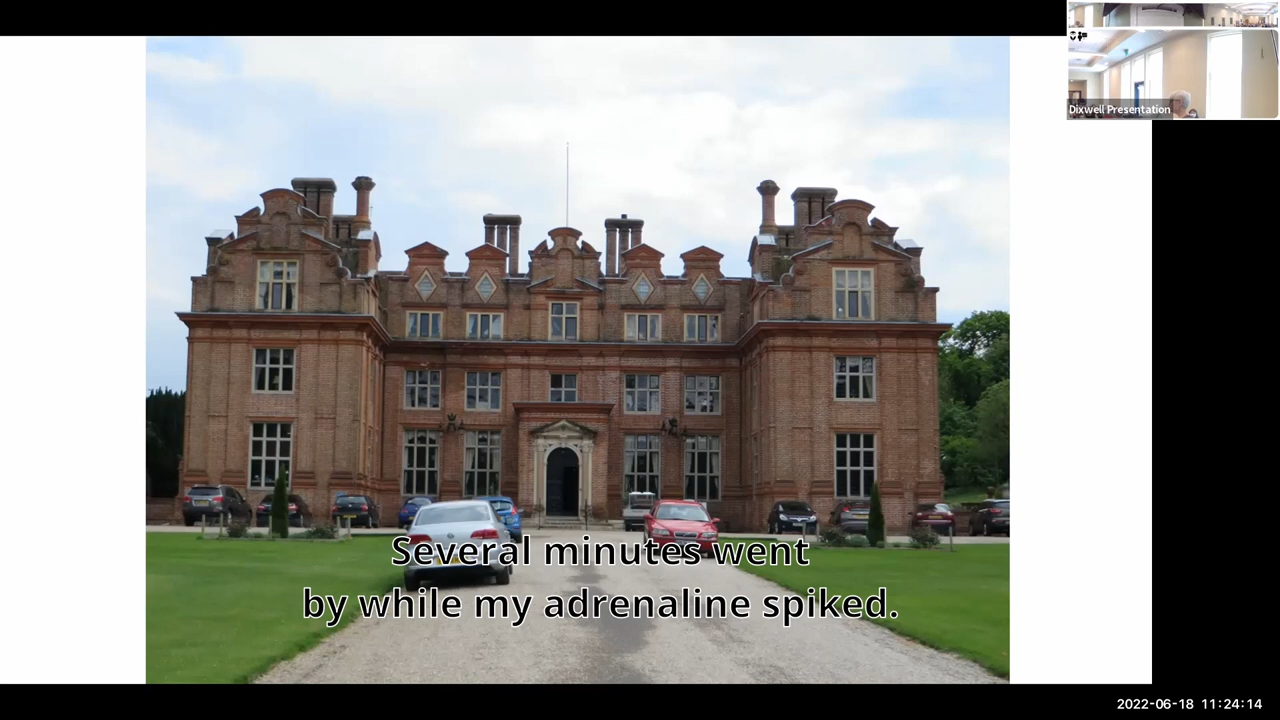 Dixwell Presentation
Several minutes went
by while my adrenaline spiked.
2022-06-18 11:24:14